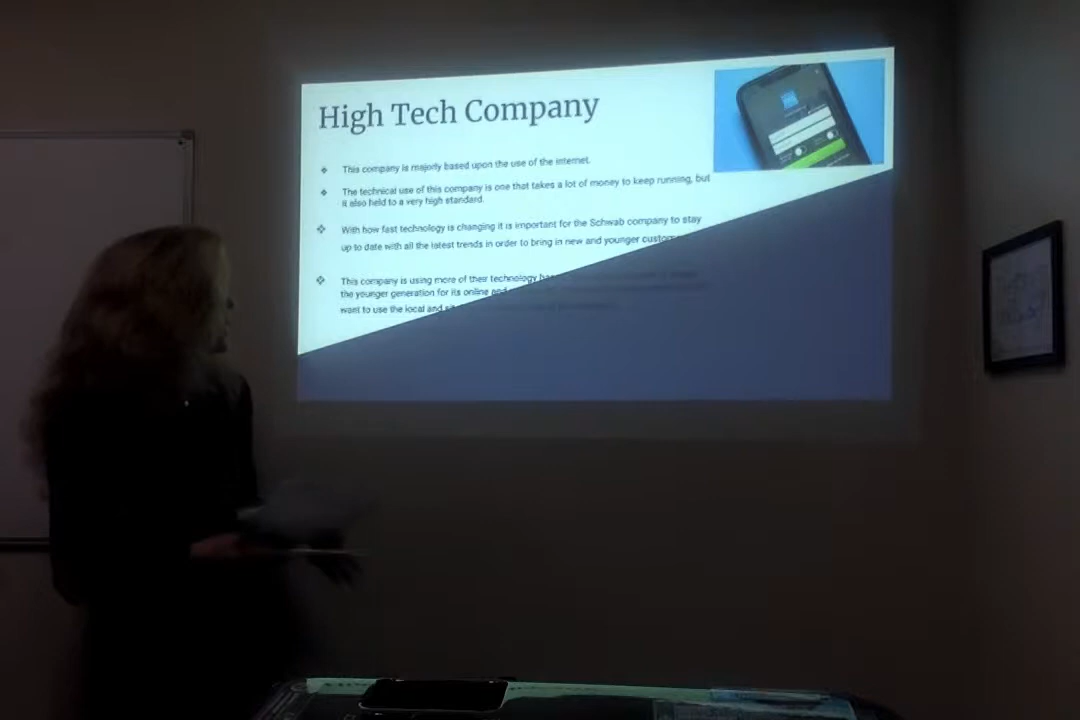 High Tech Company
This company is majorly based upon the use of the internet.
The technical use of this company is one that takes a lot of money to keep running, but
it also held to a very high standard.
With how fast technology is changing it is important for the Schwab company to stay
up to date with all the latest trends in order to bring in new and younger
This company is using more of their technology
the younger generation for its online and
want to use the local and